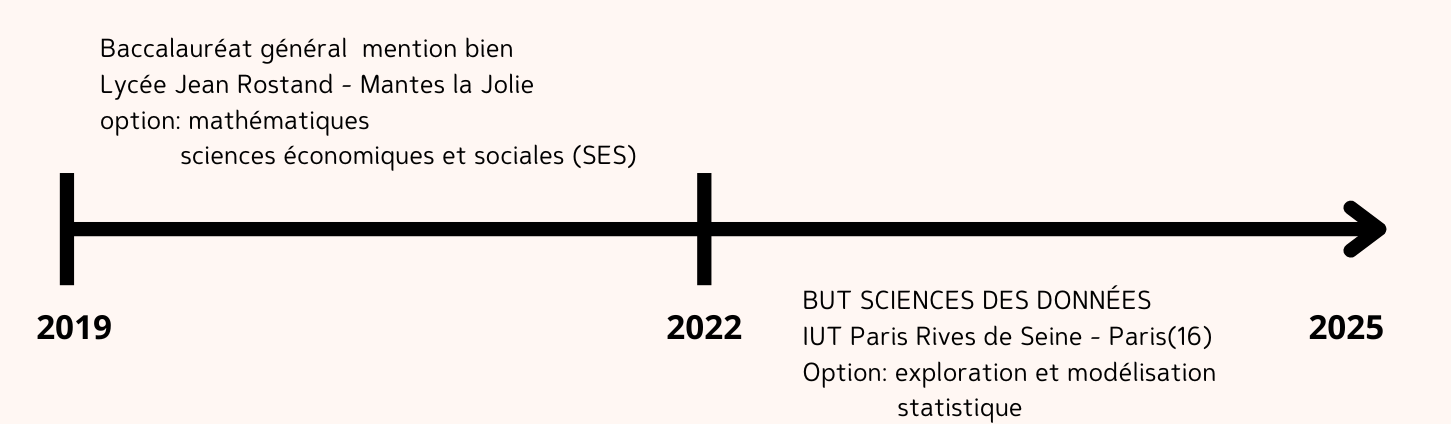 Baccalauréat général  mention bien
Lycée Jean Rostand - Mantes la Jolie
option: mathématiques
sciences économiques et sociales (SES)
2019
2022
2025
BUT SCIENCES DES DONNÉES
IUT Paris Rives de Seine - Paris(16)
Option: exploration et modélisation
statistique